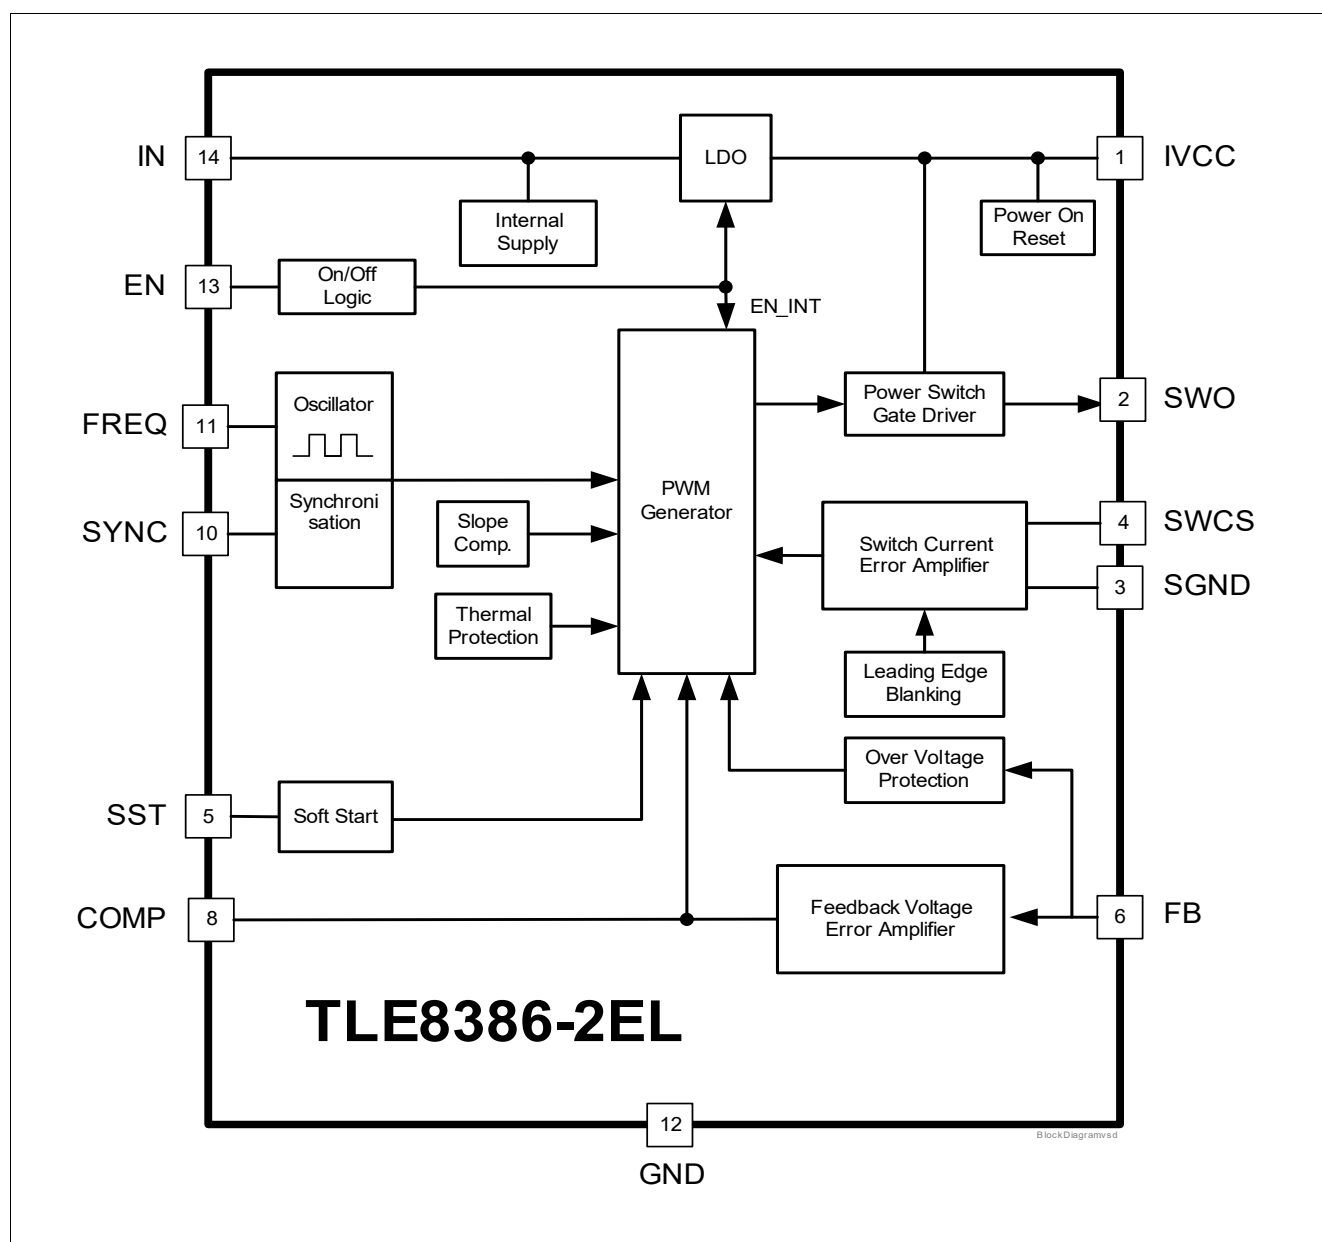 IN
14
LDO
1
IVCC
Internal
Supply
Power On
Reset
EN
13
On/Off
Logic
EN_INT
FREQ
11
Oscillator
Power Switch
Gate Driver
2
SWO
SYNC
10
Synchroni
sation
Slope
Comp.
PWM
Generator
Switch Current
Error Amplifier
4
SWCS
3
SGND
Thermal
Protection
Leading Edge
Blanking
Over Voltage
Protection
SST
5
Soft Start
COMP
8
Feedback Voltage
Error Amplifier
6
FB
TLE8386-2EL
12
GND
BlockDiagramvsd